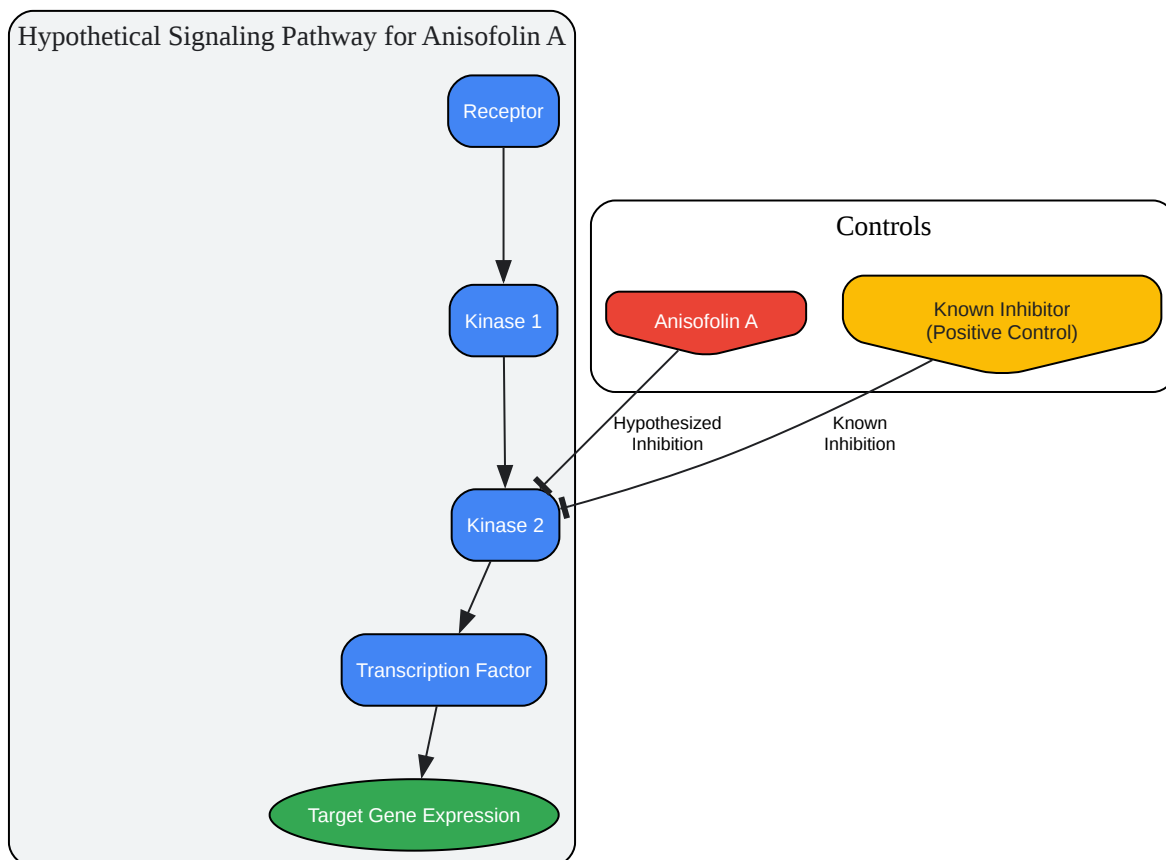 Hypothetical Signaling Pathway for Anisofolin A
Receptor
Controls
Kinase 1
Anisofolin A
Known Inhibitor
(Positive Control)
Hypothesized
Inhibition
Known
Inhibition
Kinase 2
Transcription Factor
Target Gene Expression